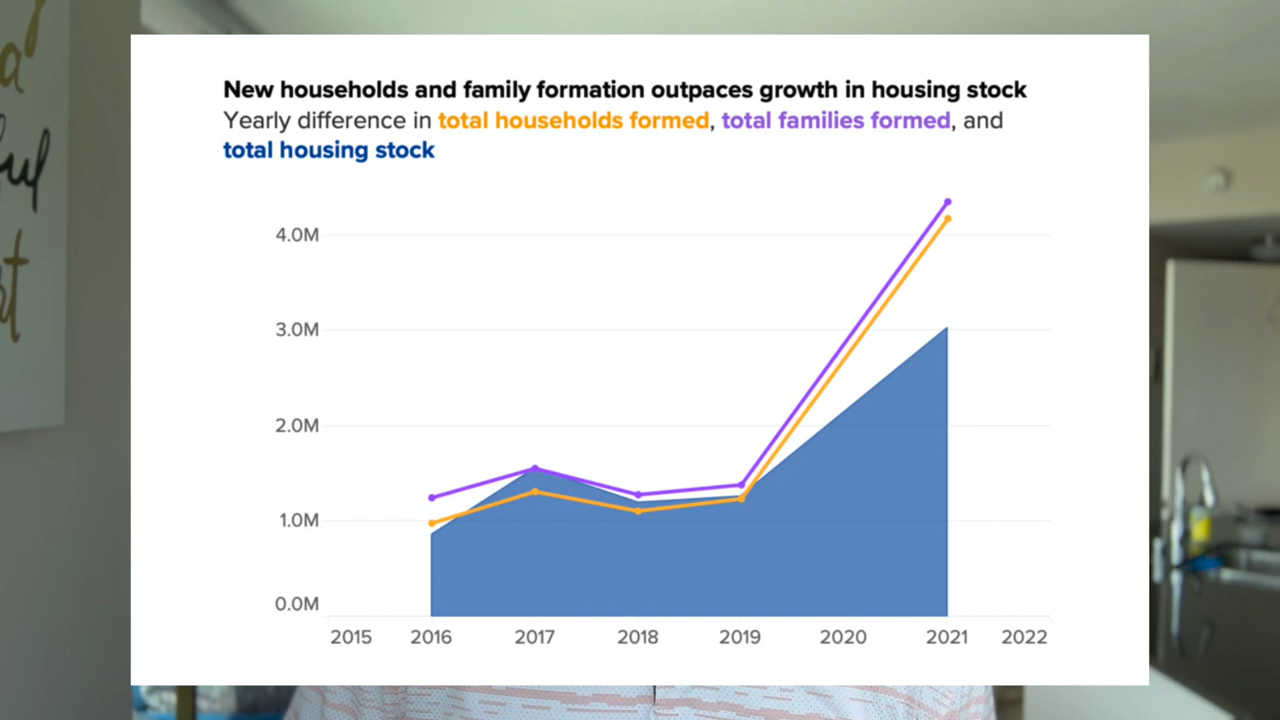 New households and family formation outpaces growth in housing stock
Yearly difference in total households formed, total families formed, and
total housing stock
4.0M
3.0M
2.0M
1.0M
0.0M
2015 2016 2017 2018 2019 2020 2021 2022